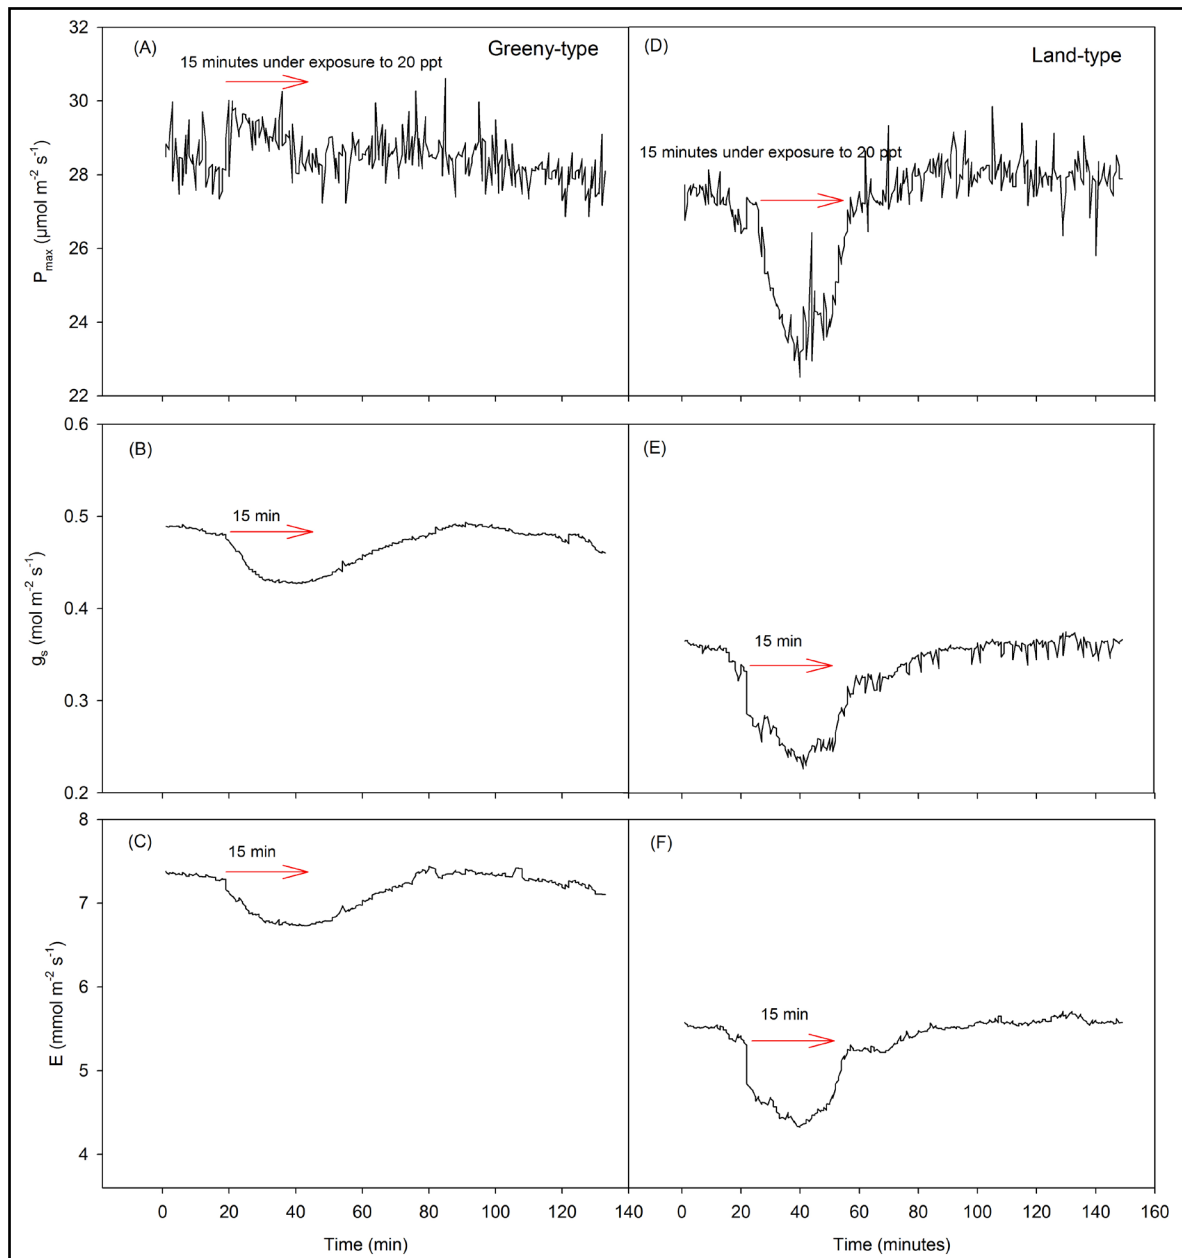 (A)
Greeny-type
15 minutes under exposure to 20 ppt
32
30
28
26
24
22
P_max (µmol m⁻² s⁻¹)
(D)
Land-type
15 minutes under exposure to 20 ppt
(B)
15 min
0.6
0.5
0.4
0.3
0.2
g_s (mol m⁻² s⁻¹)
(E)
15 min
(C)
15 min
8
7
6
5
4
E (mmol m⁻² s⁻¹)
(F)
15 min
0 20 40 60 80 100 120 140
Time (min)
0 20 40 60 80 100 120 140 160
Time (minutes)